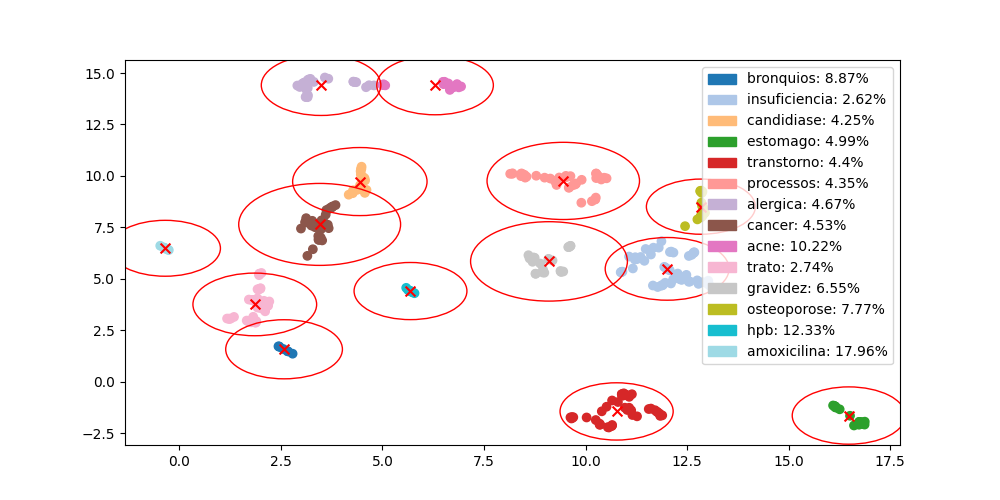 15.0
12.5
10.0
7.5
5.0
2.5
0.0
−2.5
0.0 2.5 5.0 7.5 10.0 12.5 15.0 17.5
bronquios: 8.87%
insuficiencia: 2.62%
candidiase: 4.25%
estomago: 4.99%
transtorno: 4.4%
processos: 4.35%
alergica: 4.67%
cancer: 4.53%
acne: 10.22%
trato: 2.74%
gravidez: 6.55%
osteoporose: 7.77%
hpb: 12.33%
amoxicilina: 17.96%